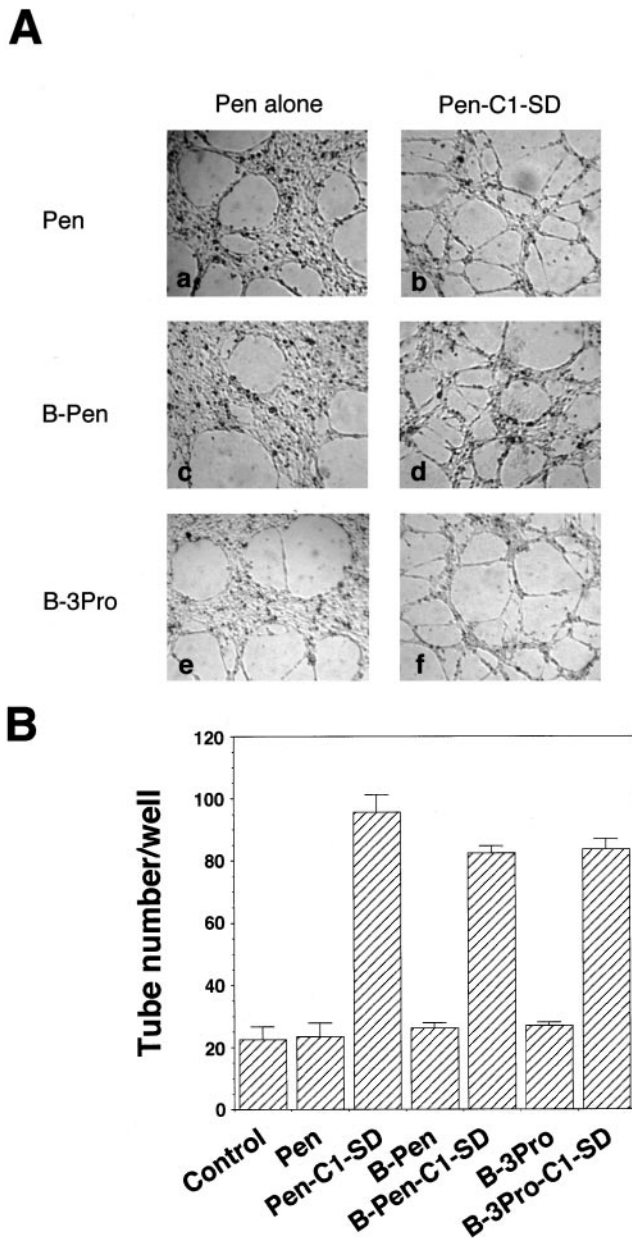 A
Pen alone Pen-C1-SD
Pen
a b
B-Pen
c d
B-3Pro
e f
B
120
100
80
60
40
20
0
Tube number/well
Control
Pen
Pen-C1-SD
B-Pen
B-Pen-C1-SD
B-3Pro
B-3Pro-C1-SD